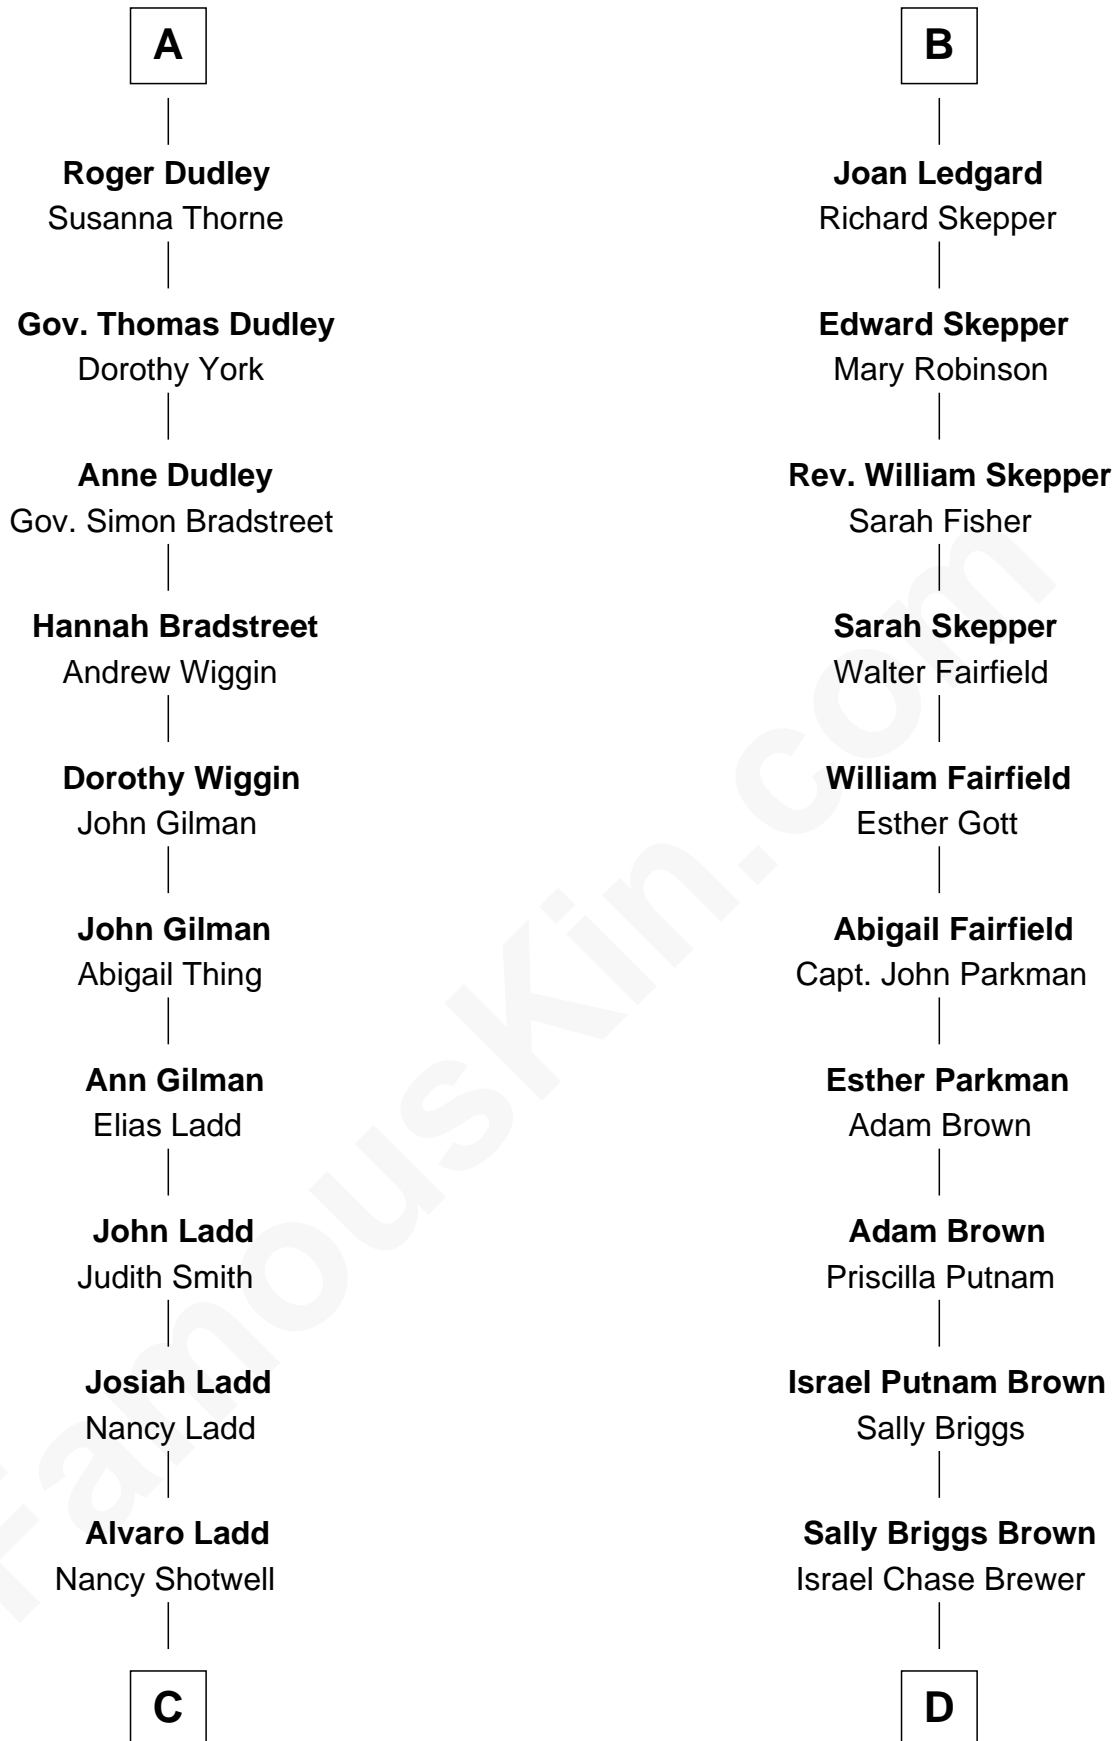 A
Roger Dudley
Susanna Thorne
Gov. Thomas Dudley
Dorothy York
Anne Dudley
Gov. Simon Bradstreet
Hannah Bradstreet
Andrew Wiggin
Dorothy Wiggin
John Gilman
John Gilman
Abigail Thing
Ann Gilman
Elias Ladd
John Ladd
Judith Smith
Josiah Ladd
Nancy Ladd
Alvaro Ladd
Nancy Shotwell
C
B
Joan Ledgard
Richard Skepper
Edward Skepper
Mary Robinson
Rev. William Skepper
Sarah Fisher
Sarah Skepper
Walter Fairfield
William Fairfield
Esther Gott
Abigail Fairfield
Capt. John Parkman
Esther Parkman
Adam Brown
Adam Brown
Priscilla Putnam
Israel Putnam Brown
Sally Briggs
Sally Briggs Brown
Israel Chase Brewer
D
FamousKin.com